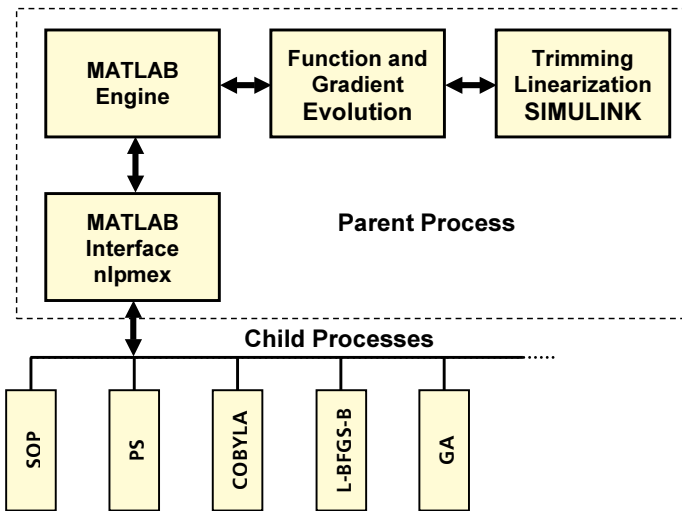 MATLAB
Engine
Function and
Gradient
Evolution
Trimming
Linearization
SIMULINK
MATLAB
Interface
nlpmex
Parent Process
Child Processes
SOP
PS
COBYLA
L-BFGS-B
GA